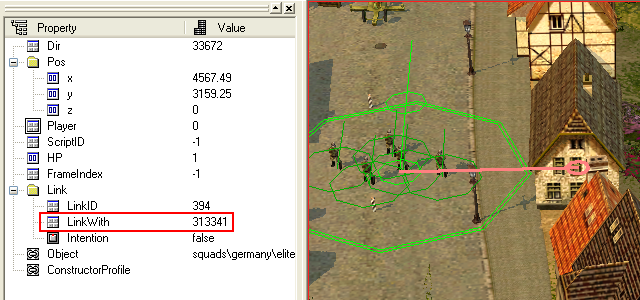 Property Value
Dir 33672
Pos
x 4567.49
y 3159.25
z 0
Player 0
ScriptID -1
HP 1
FrameIndex -1
Link
LinkID 394
LinkWith 313341
Intention false
Object squads\germany\elite
ConstructorProfile